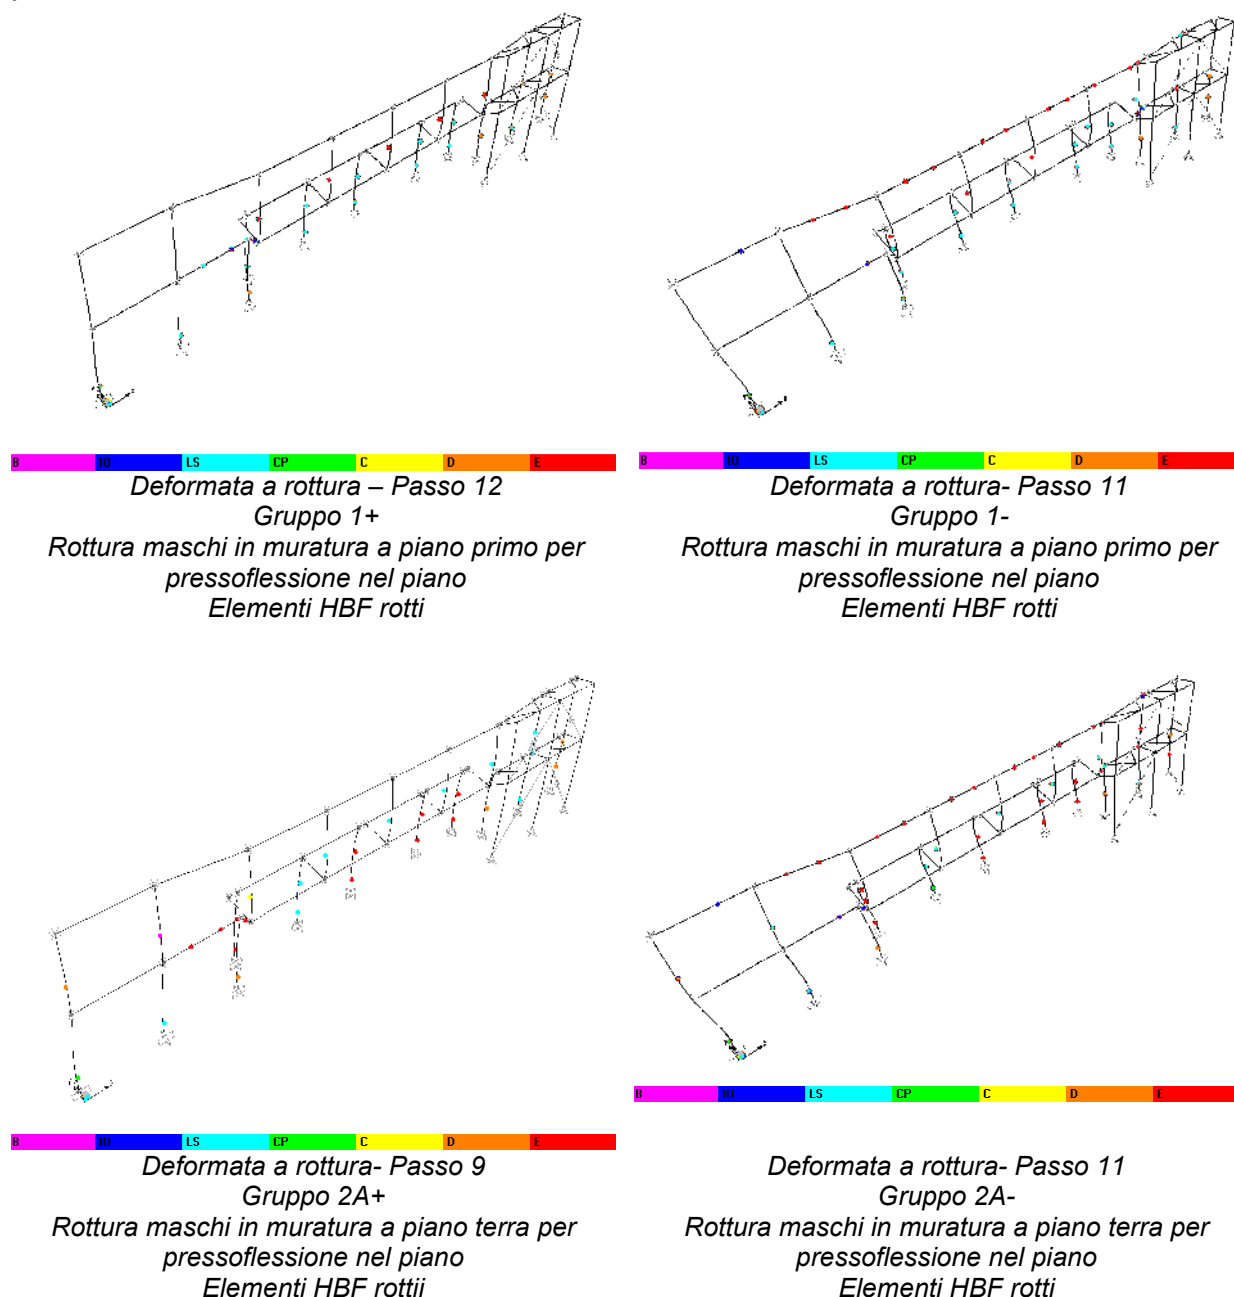 B IO LS CP C D E
B IO LS CP C D E
Deformata a rottura – Passo 12
Gruppo 1+
Rottura maschi in muratura a piano primo per
pressoflessione nel piano
Elementi HBF rotti
Deformata a rottura- Passo 11
Gruppo 1-
Rottura maschi in muratura a piano primo per
pressoflessione nel piano
Elementi HBF rotti
B IO LS CP C D E
B IO LS CP C D E
Deformata a rottura- Passo 9
Gruppo 2A+
Rottura maschi in muratura a piano terra per
pressoflessione nel piano
Elementi HBF rottii
Deformata a rottura- Passo 11
Gruppo 2A-
Rottura maschi in muratura a piano terra per
pressoflessione nel piano
Elementi HBF rotti